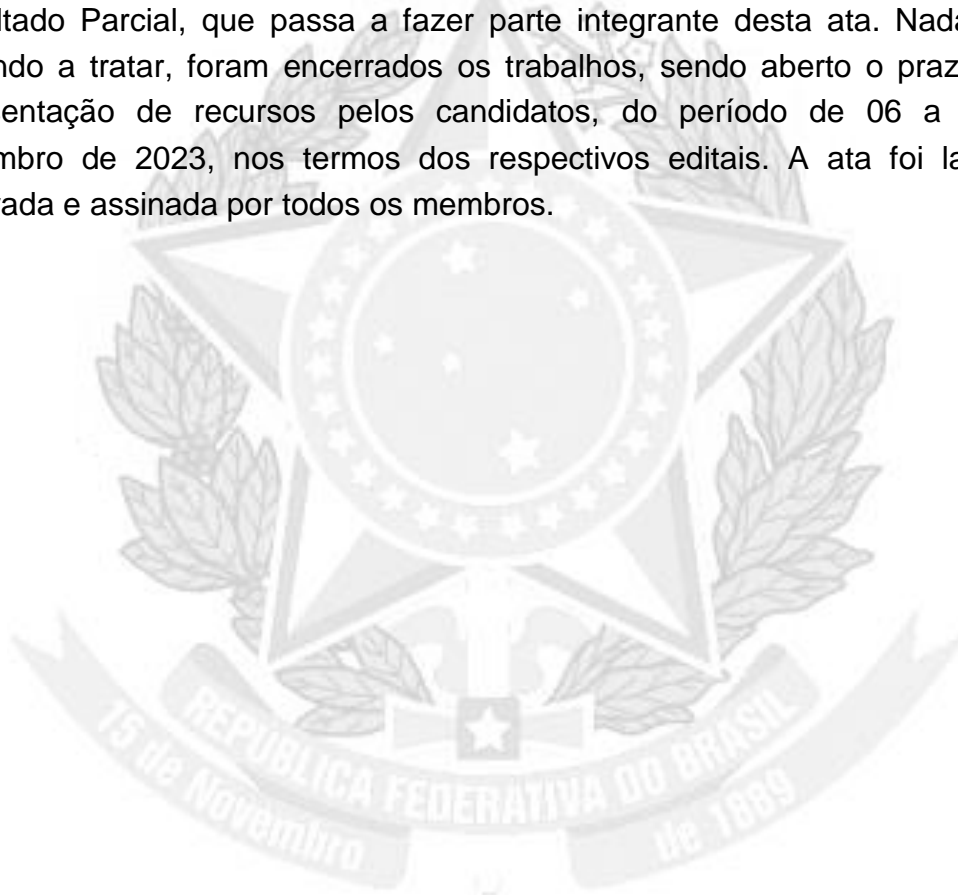 ltado Parcial, que passa a fazer parte integrante desta ata. Nada
ndo a tratar, foram encerrados os trabalhos, sendo aberto o praz
entação de recursos pelos candidatos, do período de 06 a
mbro de 2023, nos termos dos respectivos editais. A ata foi la
rada e assinada por todos os membros.
REPÚBLICA FEDERATIVA DO BRASIL
15 de Novembro de 1889